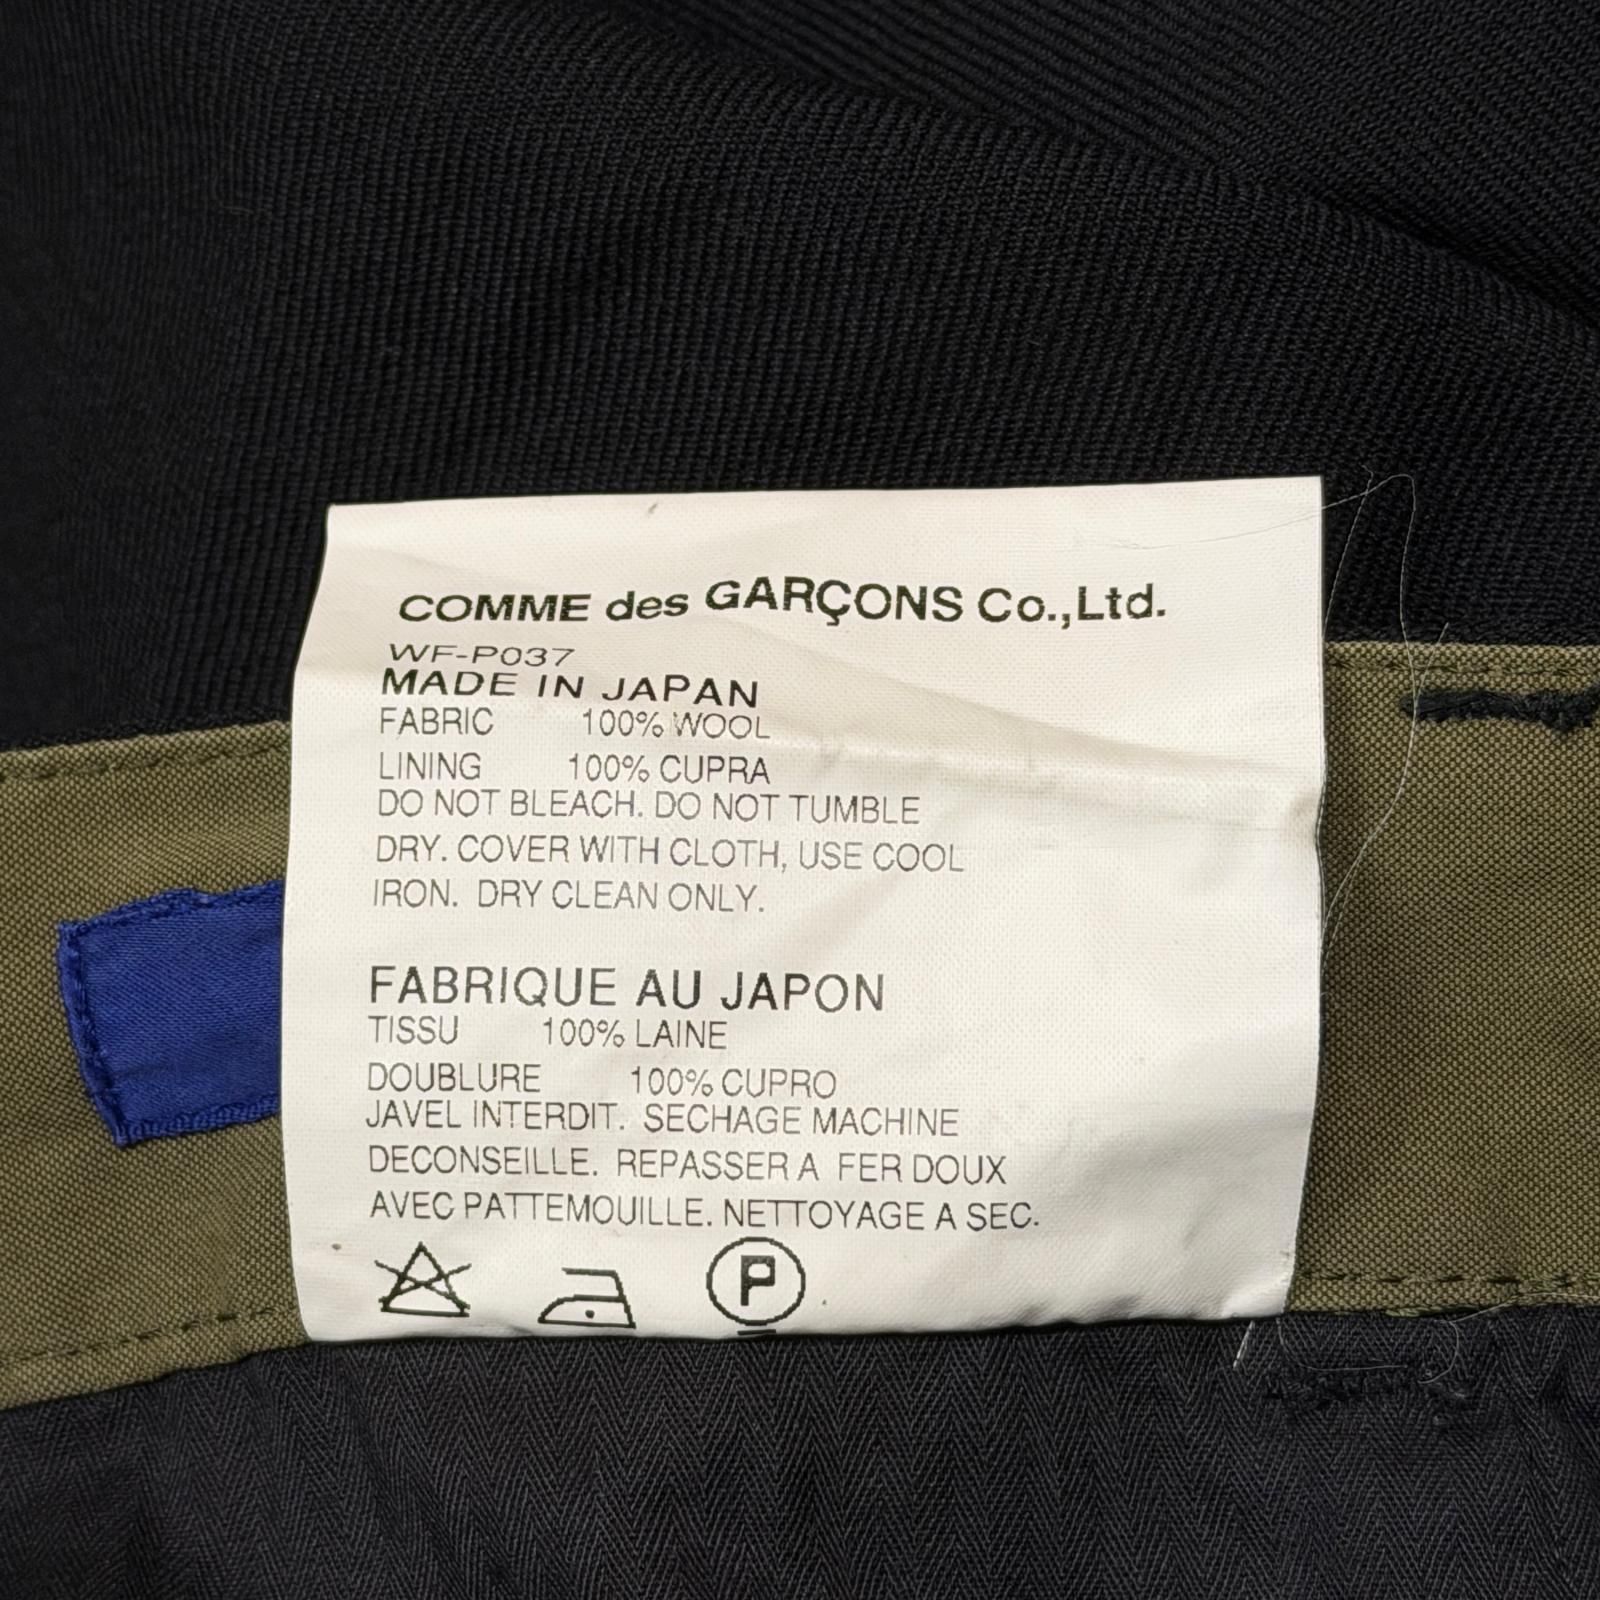 COMME des GARÇONS Co.,Ltd.
WF-P037
MADE IN JAPAN
FABRIC 100% WOOL
LINING 100% CUPRA
DO NOT BLEACH. DO NOT TUMBLE
DRY. COVER WITH CLOTH, USE COOL
IRON. DRY CLEAN ONLY.
FABRIQUE AU JAPON
TISSU 100% LAINE
DOUBLURE 100% CUPRO
JAVEL INTERDIT. SECHAGE MACHINE
DECONSEILLE. REPASSER A FER DOUX
AVEC PATTEMOUILLE. NETTOYAGE A SEC.
P